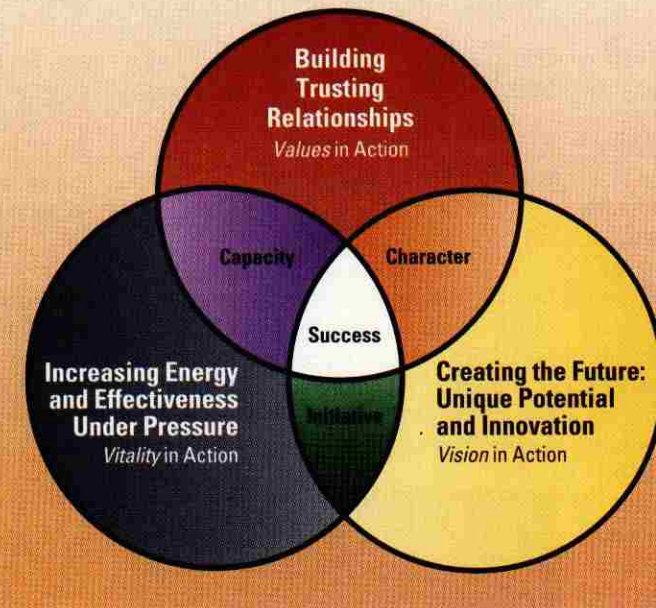 Building
Trusting
Relationships
Values in Action
Capacity
Character
Success
Increasing Energy
and Effectiveness
Under Pressure
Vitality in Action
Initiative
Creating the Future:
Unique Potential
and Innovation
Vision in Action